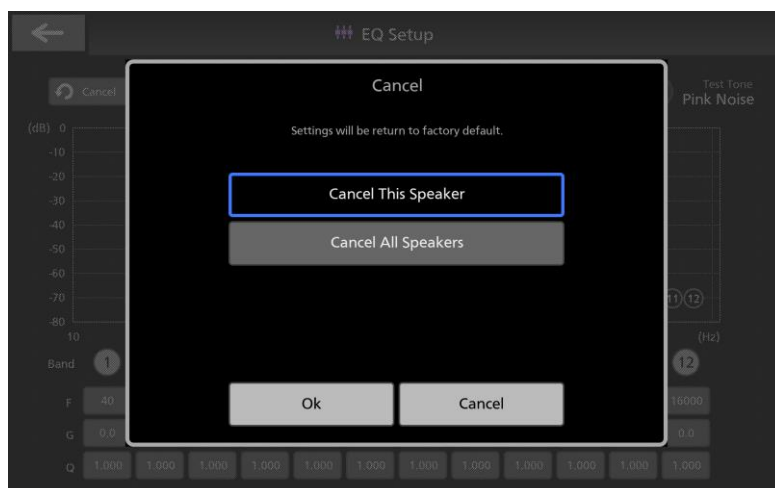 EQ Setup
Cancel
Cancel
Test Tone
Pink Noise
Settings will be return to factory default.
(dB) 0
-10
-20
-30
-40
-50
-60
-70
-80
Cancel This Speaker
Cancel All Speakers
11 12
10 (Hz)
Band 1 12
Ok Cancel
F 40 16000
G 0.0 0.0
Q 1.000 1.000 1.000 1.000 1.000 1.000 1.000 1.000 1.000 1.000 1.000 1.000